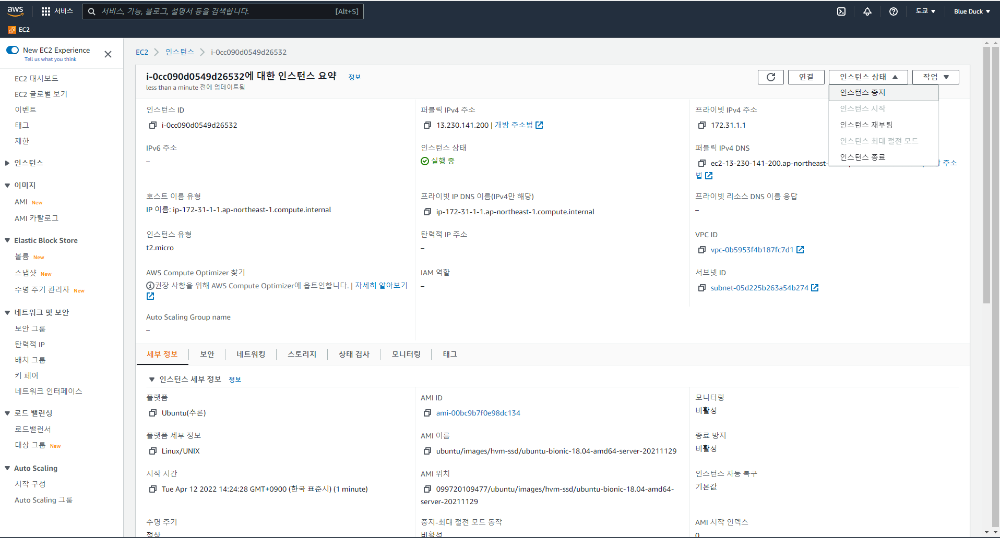 aws
서비스
서비스, 기능, 블로그, 설명서 등을 검색합니다.
[Alt+S]
도쿄
Blue Duck
EC2
New EC2 Experience
Tell us what you think
EC2 대시보드
EC2 글로벌 보기
이벤트
태그
제한
인스턴스
이미지
AMI New
AMI 카탈로그
Elastic Block Store
볼륨 New
스냅샷 New
수명 주기 관리자 New
네트워크 및 보안
보안 그룹
탄력적 IP
배치 그룹
키 페어
네트워크 인터페이스
로드 밸런싱
로드밸런서
대상 그룹 New
Auto Scaling
시작 구성
Auto Scaling 그룹
EC2 인스턴스 i-0cc090d0549d26532
i-0cc090d0549d26532에 대한 인스턴스 요약 정보
less than a minute 전에 업데이트됨
연결
인스턴스 상태
작업
인스턴스 중지
인스턴스 시작
인스턴스 재부팅
인스턴스 최대 절전 모드
인스턴스 종료
인스턴스 ID
i-0cc090d0549d26532
퍼블릭 IPv4 주소
13.230.141.200 | 개방 주소법
프라이빗 IPv4 주소
172.31.1.1
IPv6 주소
–
인스턴스 상태
실행 중
퍼블릭 IPv4 DNS
ec2-13-230-141-200.ap-northeast- 주소
법
호스트 이름 유형
IP 이름: ip-172-31-1-1.ap-northeast-1.compute.internal
프라이빗 IP DNS 이름(IPv4만 해당)
ip-172-31-1-1.ap-northeast-1.compute.internal
프라이빗 리소스 DNS 이름 응답
–
인스턴스 유형
t2.micro
탄력적 IP 주소
–
VPC ID
vpc-0b5953f4b187fc7d1
AWS Compute Optimizer 찾기
권장 사항을 위해 AWS Compute Optimizer에 옵트인합니다. | 자세히 알아보기
IAM 역할
–
서브넷 ID
subnet-05d225b263a54b274
Auto Scaling Group name
–
세부 정보
보안
네트워킹
스토리지
상태 검사
모니터링
태그
인스턴스 세부 정보 정보
플랫폼
Ubuntu(추론)
AMI ID
ami-00bc9b7f0e98dc134
모니터링
비활성
플랫폼 세부 정보
Linux/UNIX
AMI 이름
ubuntu/images/hvm-ssd/ubuntu-bionic-18.04-amd64-server-20211129
종료 방지
비활성
시작 시간
Tue Apr 12 2022 14:24:28 GMT+0900 (한국 표준시) (1 minute)
AMI 위치
099720109477/ubuntu/images/hvm-ssd/ubuntu-bionic-18.04-amd64-
server-20211129
인스턴스 자동 복구
기본값
수명 주기
정상
중지-최대 절전 모드 동작
비활성
AMI 시작 인덱스
0